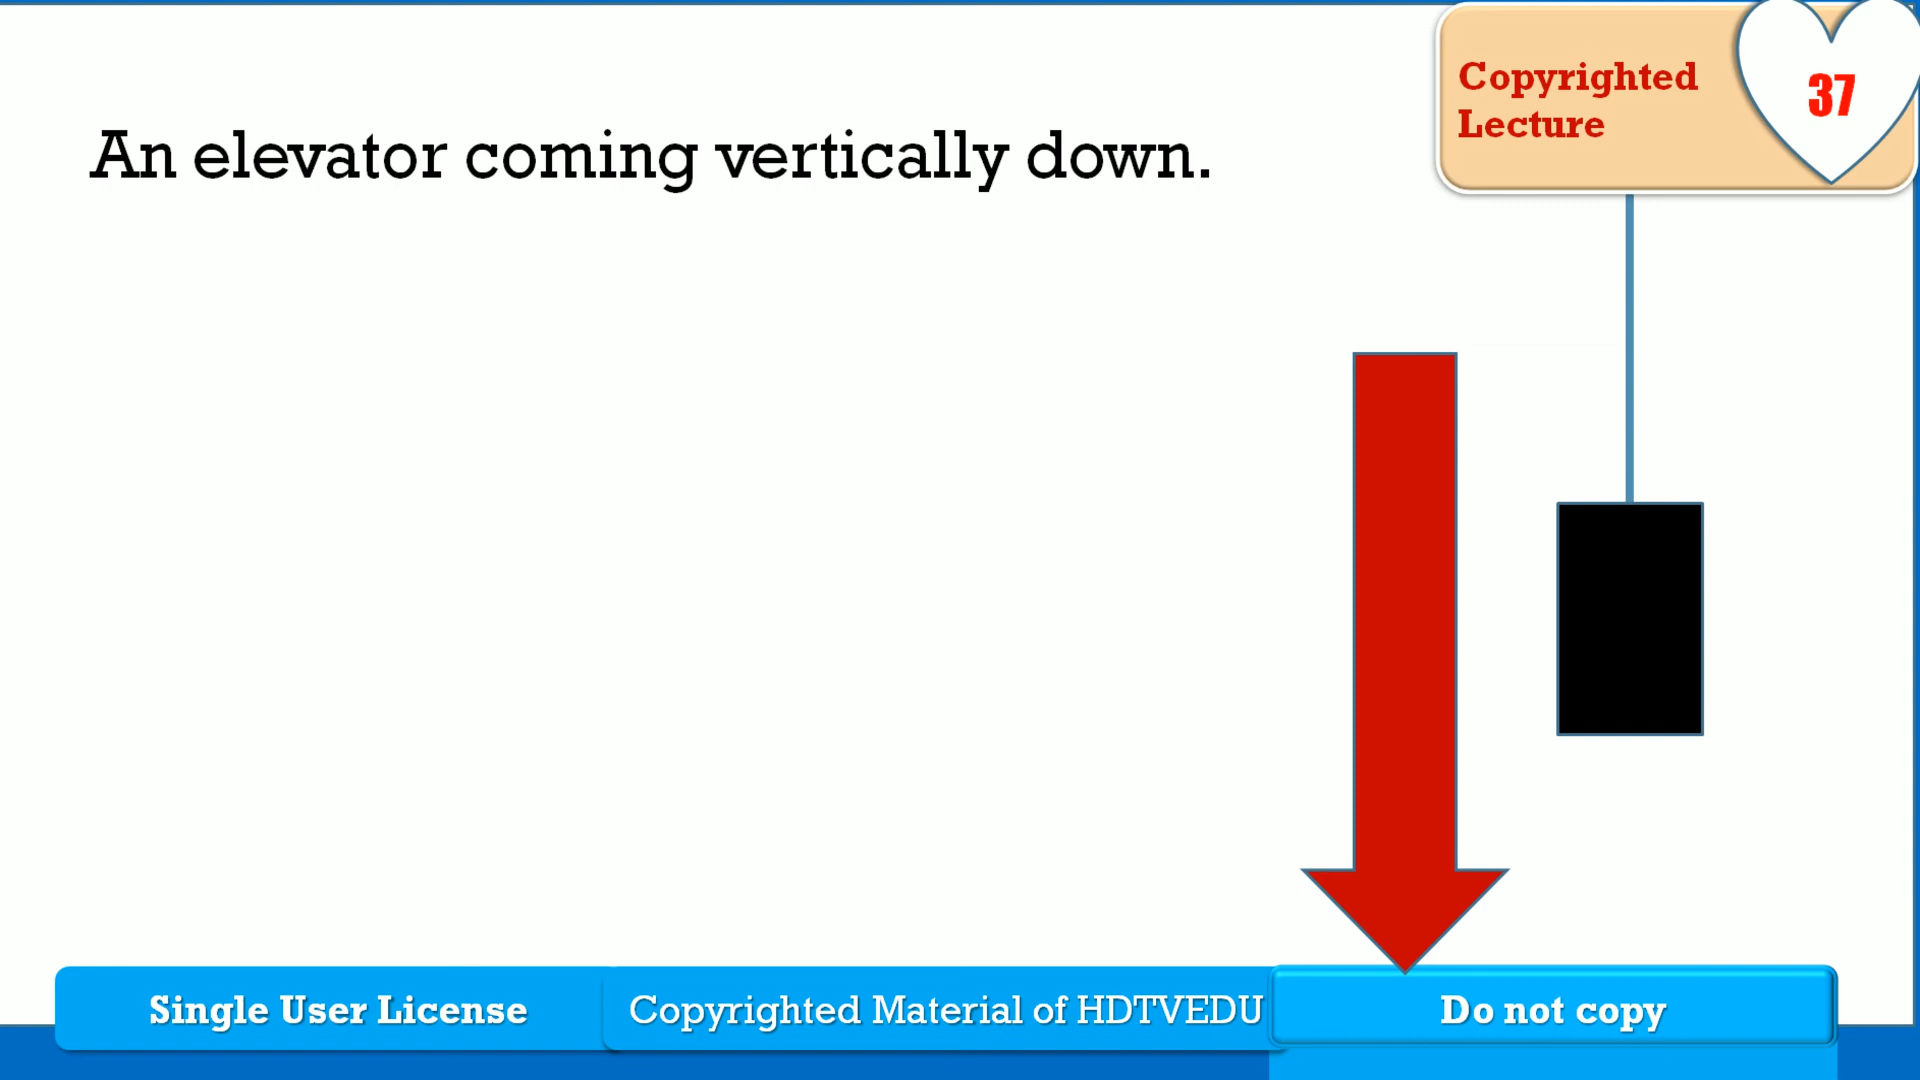 Copyrighted
Lecture
37
An elevator coming vertically down.
Single User License
Copyrighted Material of HDTVEDU
Do not copy